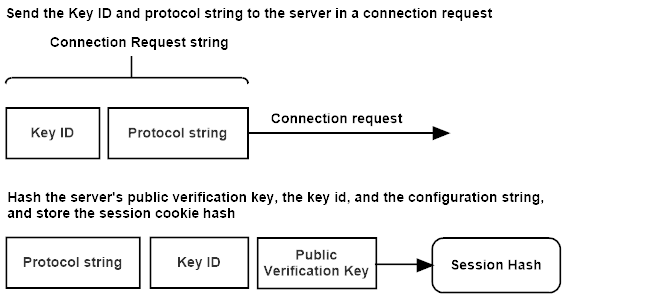 Send the Key ID and protocol string to the server in a connection request
Connection Request string
Key ID
Protocol string
Connection request
Hash the server's public verification key, the key id, and the configuration string,
and store the session cookie hash
Protocol string
Key ID
Public
Verification Key
Session Hash